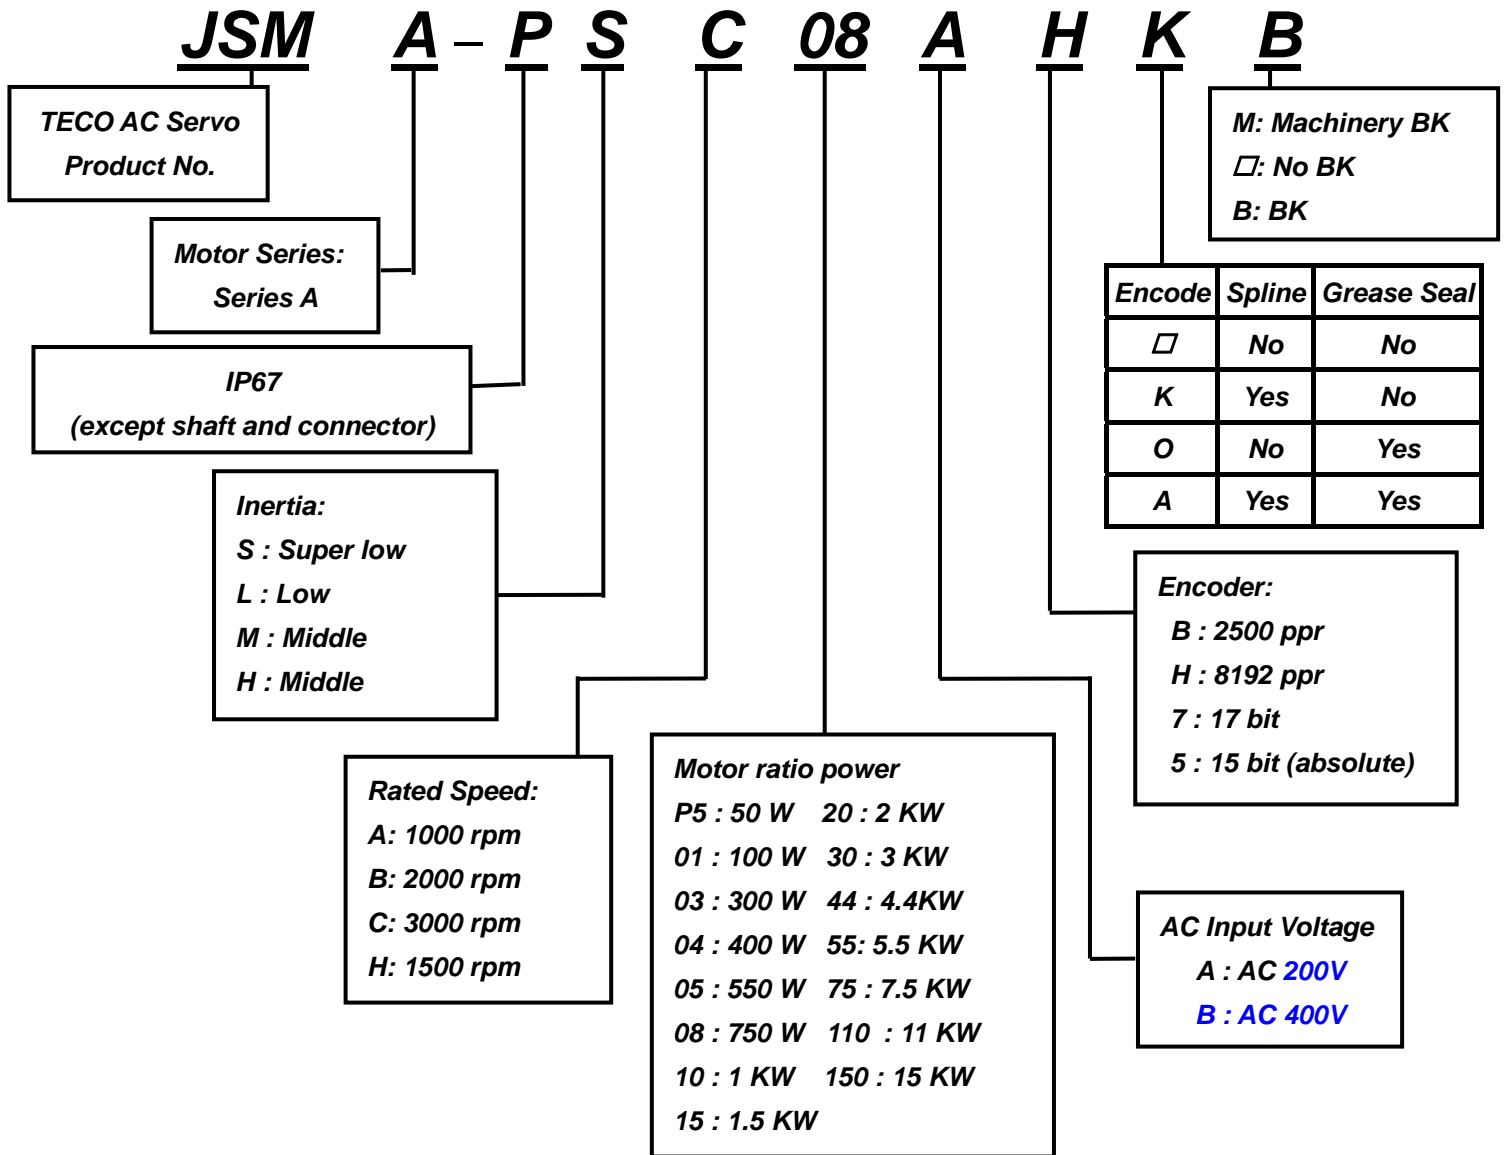 JSM A – P S C 08 A H K B
TECO AC Servo
Product No.
Motor Series:
Series A
IP67
(except shaft and connector)
Inertia:
S : Super low
L : Low
M : Middle
H : Middle
Rated Speed:
A: 1000 rpm
B: 2000 rpm
C: 3000 rpm
H: 1500 rpm
Motor ratio power
P5 : 50 W 20 : 2 KW
01 : 100 W 30 : 3 KW
03 : 300 W 44 : 4.4KW
04 : 400 W 55: 5.5 KW
05 : 550 W 75 : 7.5 KW
08 : 750 W 110 : 11 KW
10 : 1 KW 150 : 15 KW
15 : 1.5 KW
AC Input Voltage
A : AC 200V
B : AC 400V
Encoder:
B : 2500 ppr
H : 8192 ppr
7 : 17 bit
5 : 15 bit (absolute)
Encode Spline Grease Seal
□ No No
K Yes No
O No Yes
A Yes Yes
M: Machinery BK
□: No BK
B: BK